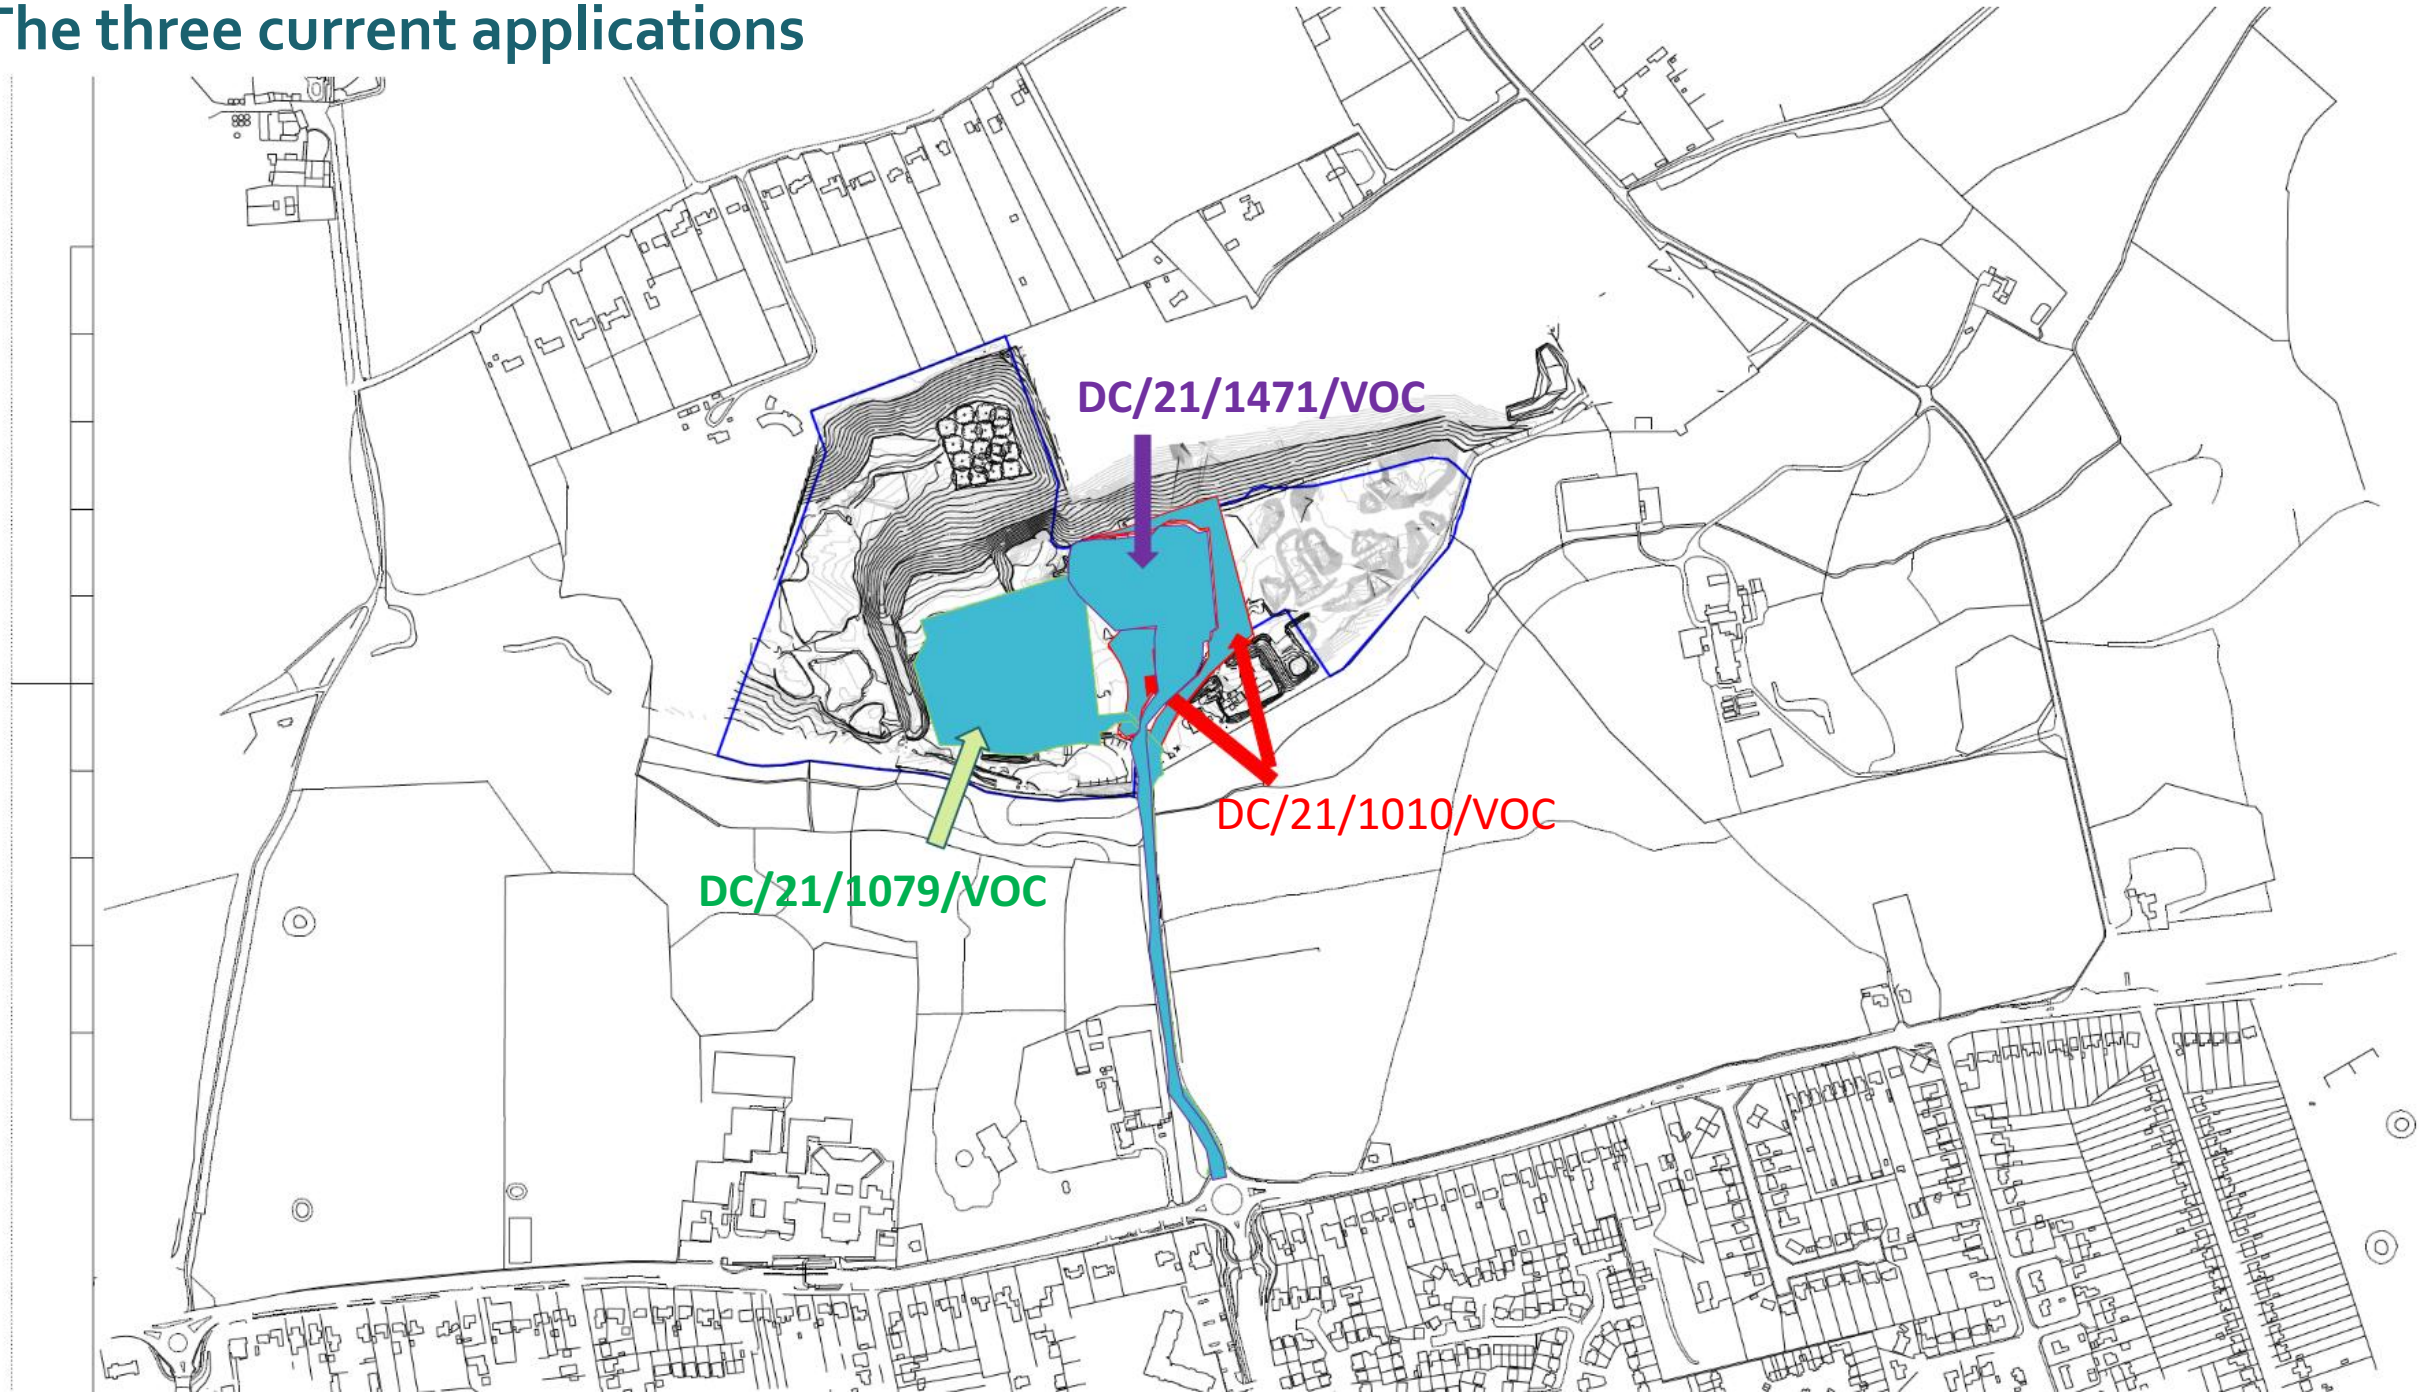 The three current applications
DC/21/1471/VOC
DC/21/1010/VOC
DC/21/1079/VOC